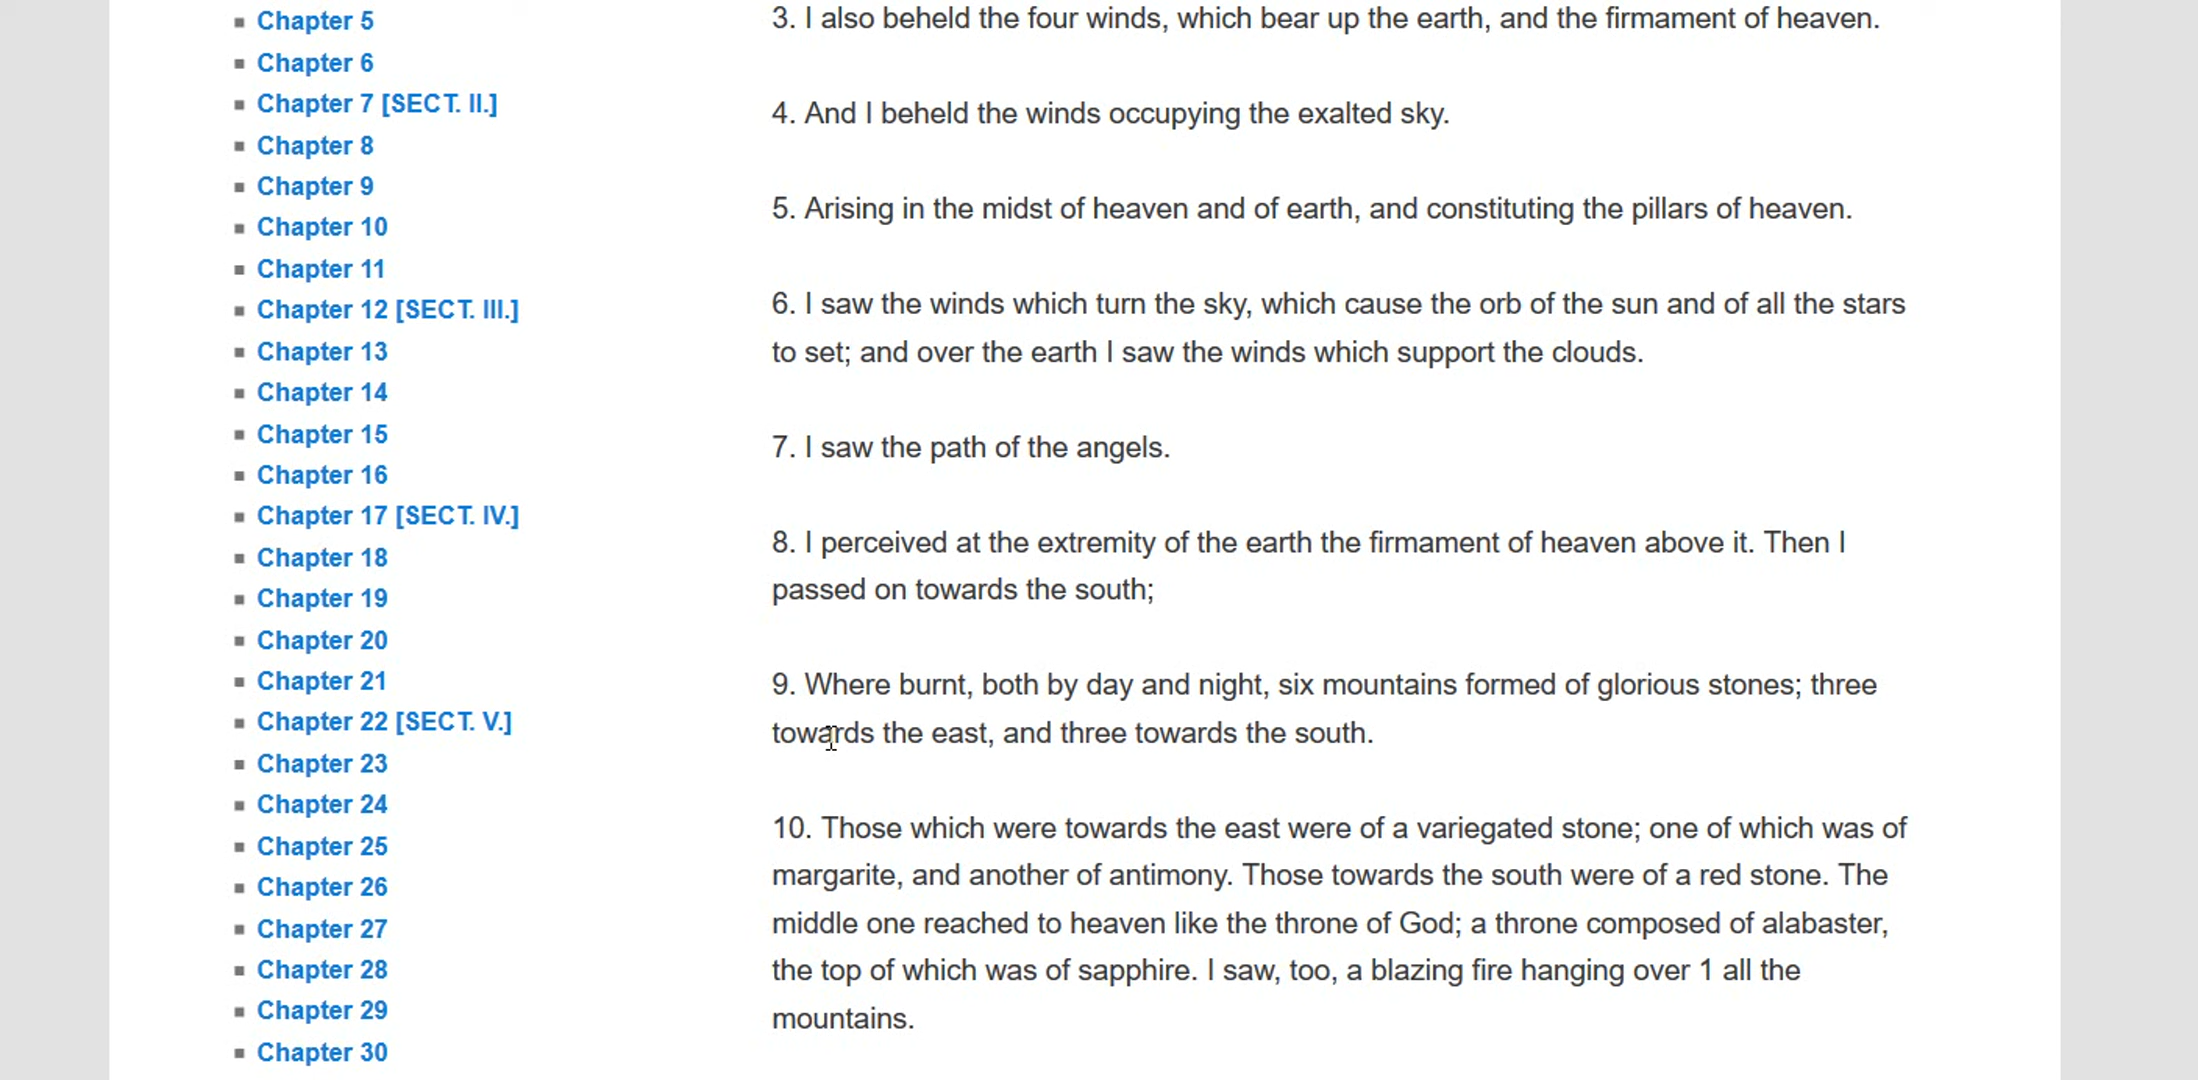 Chapter 5
Chapter 6
Chapter 7 [SECT. II.]
Chapter 8
Chapter 9
Chapter 10
Chapter 11
Chapter 12 [SECT. III.]
Chapter 13
Chapter 14
Chapter 15
Chapter 16
Chapter 17 [SECT. IV.]
Chapter 18
Chapter 19
Chapter 20
Chapter 21
Chapter 22 [SECT. V.]
Chapter 23
Chapter 24
Chapter 25
Chapter 26
Chapter 27
Chapter 28
Chapter 29
Chapter 30
3. I also beheld the four winds, which bear up the earth, and the firmament of heaven.
4. And I beheld the winds occupying the exalted sky.
5. Arising in the midst of heaven and of earth, and constituting the pillars of heaven.
6. I saw the winds which turn the sky, which cause the orb of the sun and of all the stars
to set; and over the earth I saw the winds which support the clouds.
7. I saw the path of the angels.
8. I perceived at the extremity of the earth the firmament of heaven above it. Then I
passed on towards the south;
9. Where burnt, both by day and night, six mountains formed of glorious stones; three
towards the east, and three towards the south.
10. Those which were towards the east were of a variegated stone; one of which was of
margarite, and another of antimony. Those towards the south were of a red stone. The
middle one reached to heaven like the throne of God; a throne composed of alabaster,
the top of which was of sapphire. I saw, too, a blazing fire hanging over 1 all the
mountains.